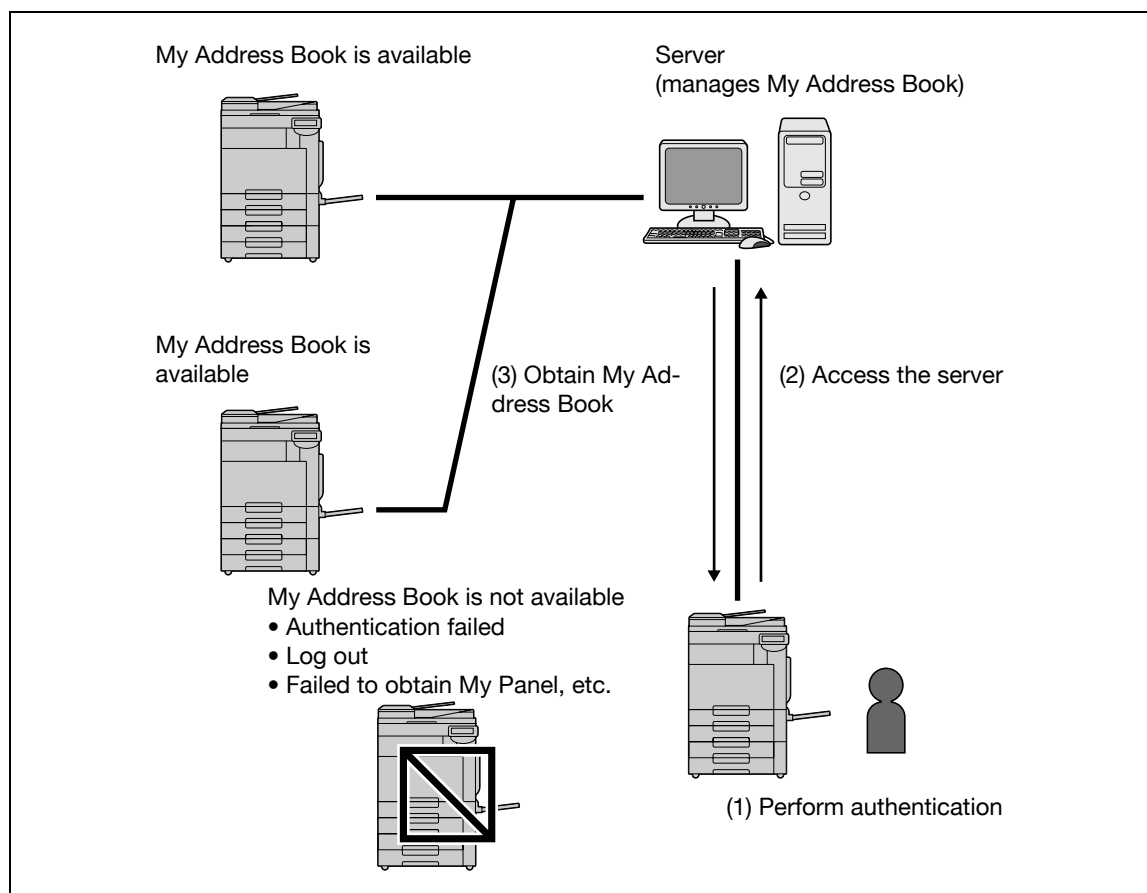 My Address Book is available
Server
(manages My Address Book)
My Address Book is
available
(3) Obtain My Ad-
dress Book
(2) Access the server
My Address Book is not available
• Authentication failed
• Log out
• Failed to obtain My Panel, etc.
(1) Perform authentication